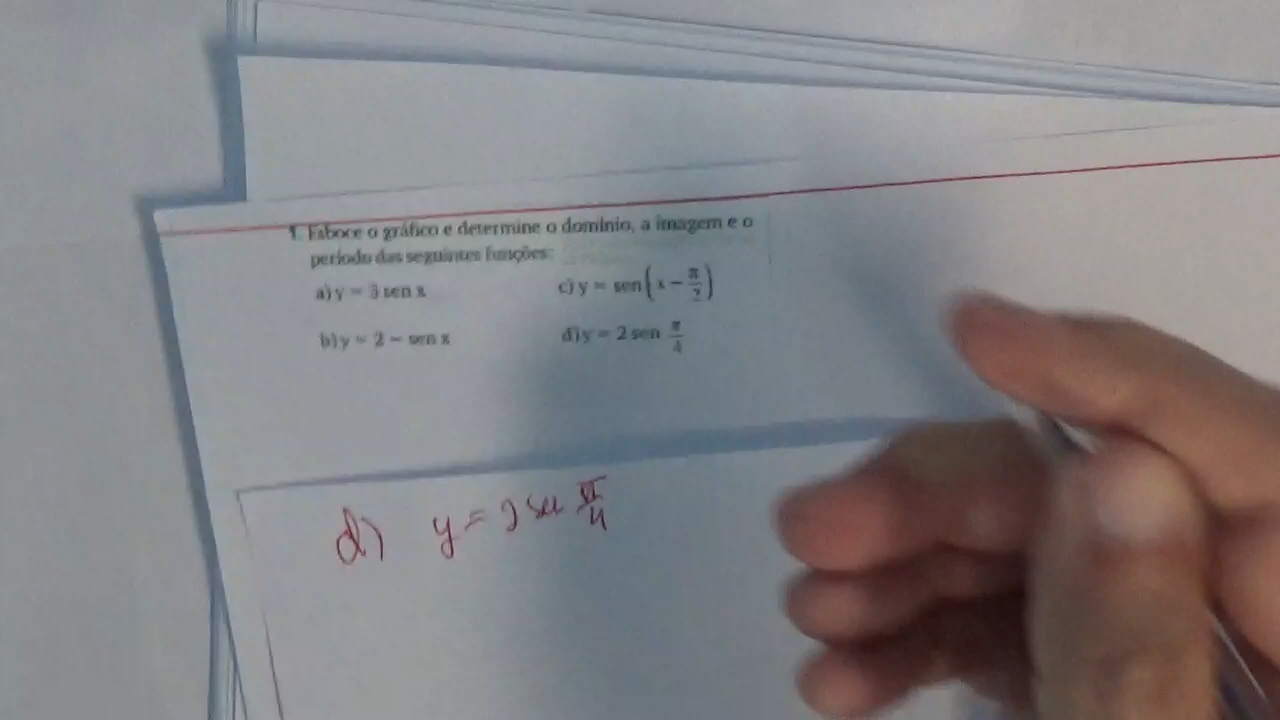 1. Esboce o gráfico e determine o domínio, a imagem e o
período das seguintes funções:
a) y = 3 sen x
c) y = sen(x - π/2)
b) y = 2 - sen x
d) y = 2 sen π/4
d) y = 2 sen π/4